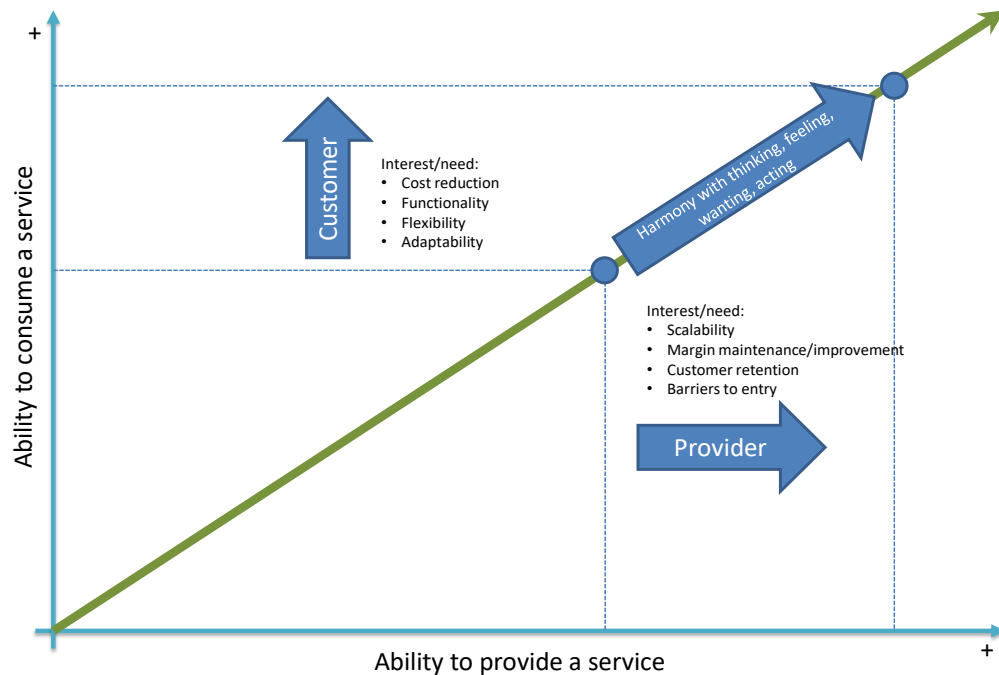 +
Ability to consume a service
Customer
Interest/need:
• Cost reduction
• Functionality
• Flexibility
• Adaptability
Harmony with thinking, feeling,
wanting, acting
Interest/need:
• Scalability
• Margin maintenance/improvement
• Customer retention
• Barriers to entry
Provider
Ability to provide a service
+